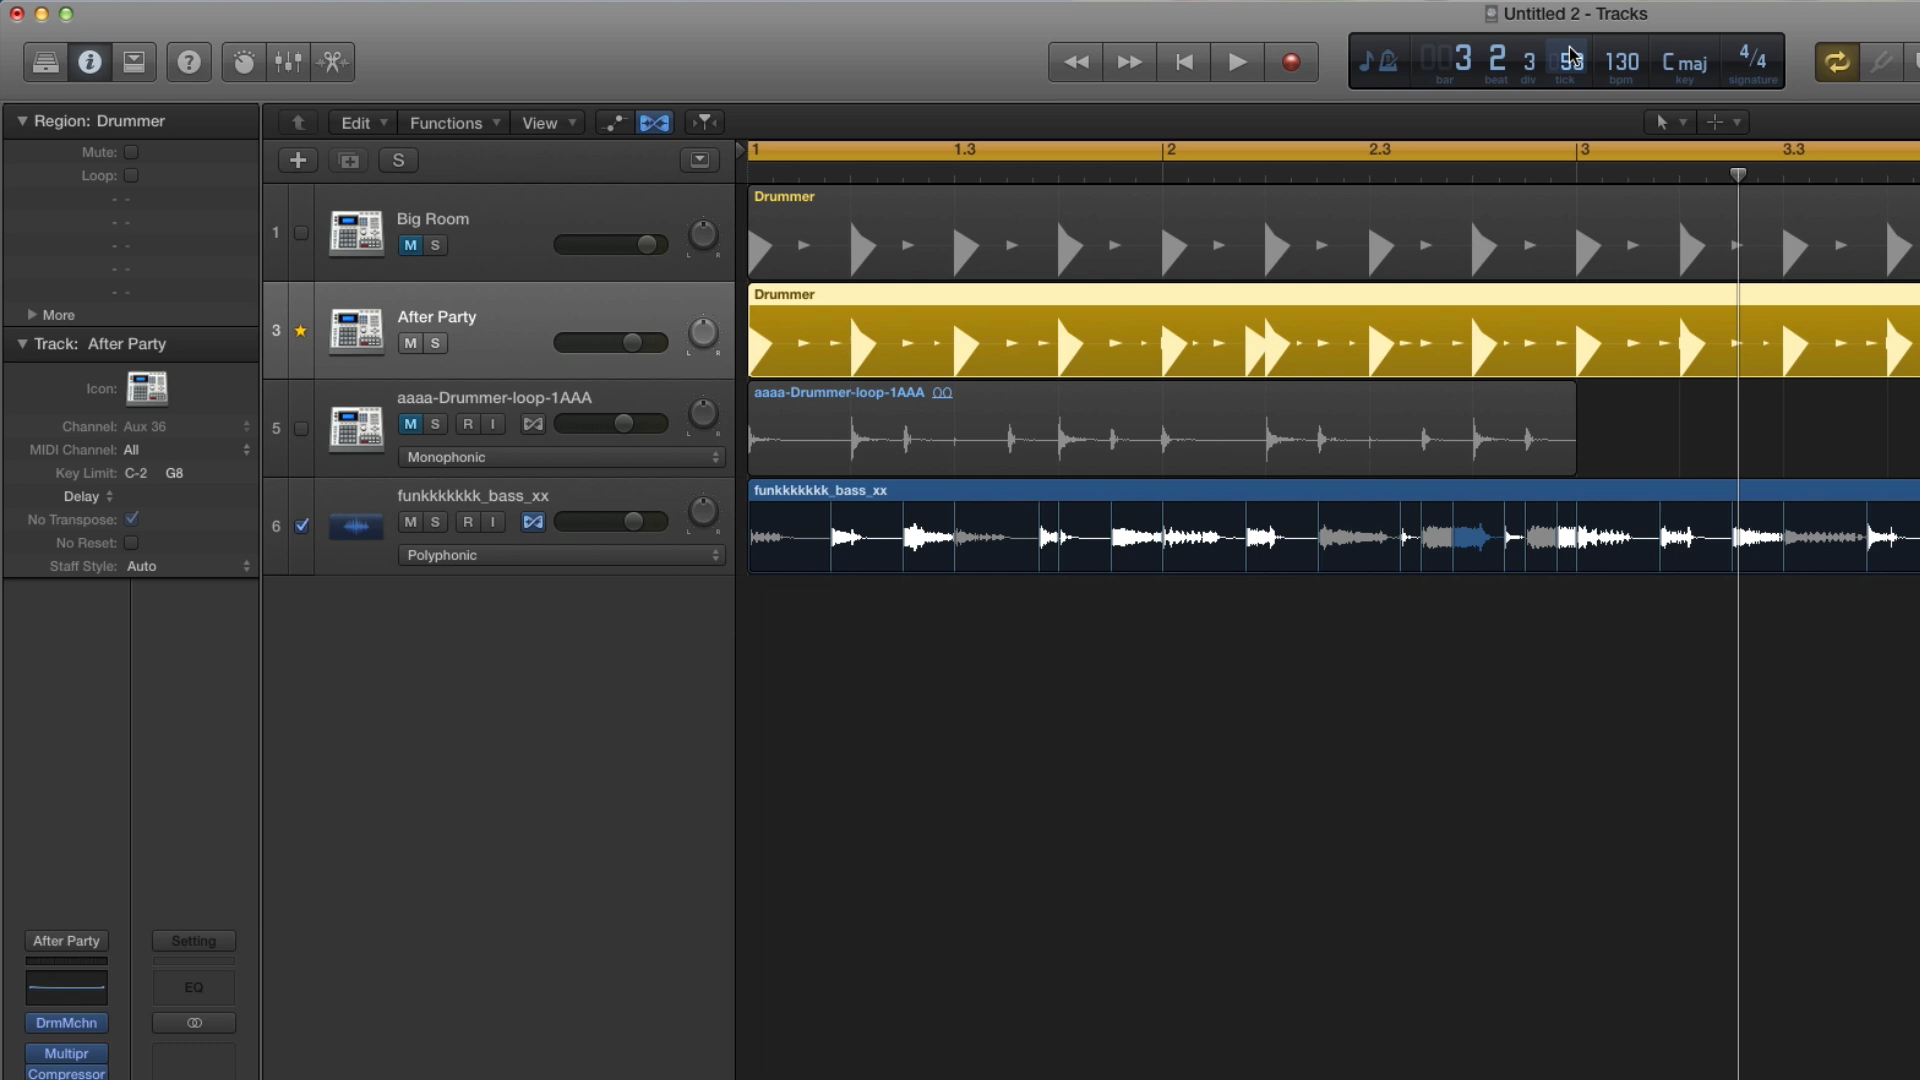 Untitled 2 - Tracks
3 2 3 130 C maj 4/4
bar beat div tick bpm key signature
Region: Drummer
Mute:
Loop:
- -
- -
- -
- -
- -
More
Track: After Party
Icon:
Channel: Aux 36
MIDI Channel: All
Key Limit: C-2 G8
Delay
No Transpose:
No Reset:
Staff Style: Auto
After Party
Setting
EQ
DrmMchn
Multipr
Compressor
Edit Functions View
S
1 1.3 2 2.3 3 3.3
1 Big Room
M S
L R
Drummer
3 After Party
M S
L R
Drummer
5 aaaa-Drummer-loop-1AAA
M S R I
L R
Monophonic
aaaa-Drummer-loop-1AAA
6 funkkkkkkk_bass_xx
M S R I
L R
Polyphonic
funkkkkkkk_bass_xx